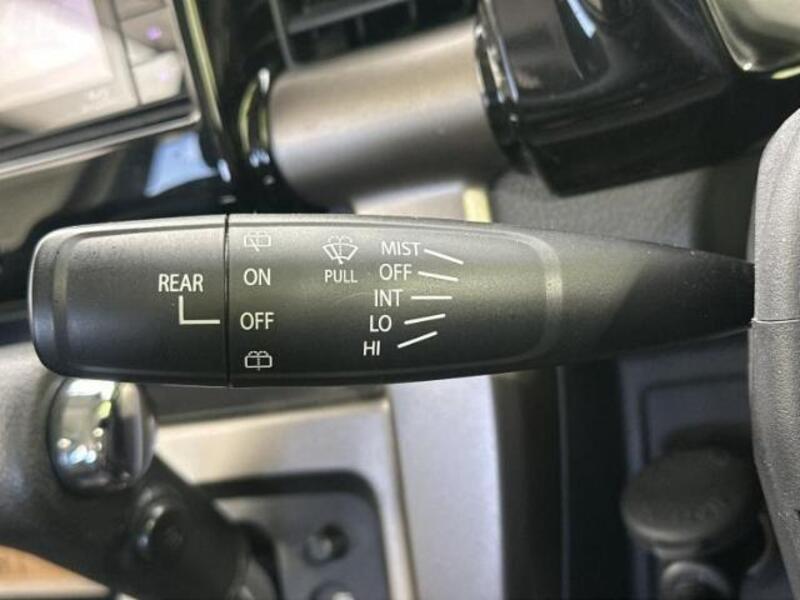 REAR
ON
OFF
PULL
MIST
OFF
INT
LO
HI